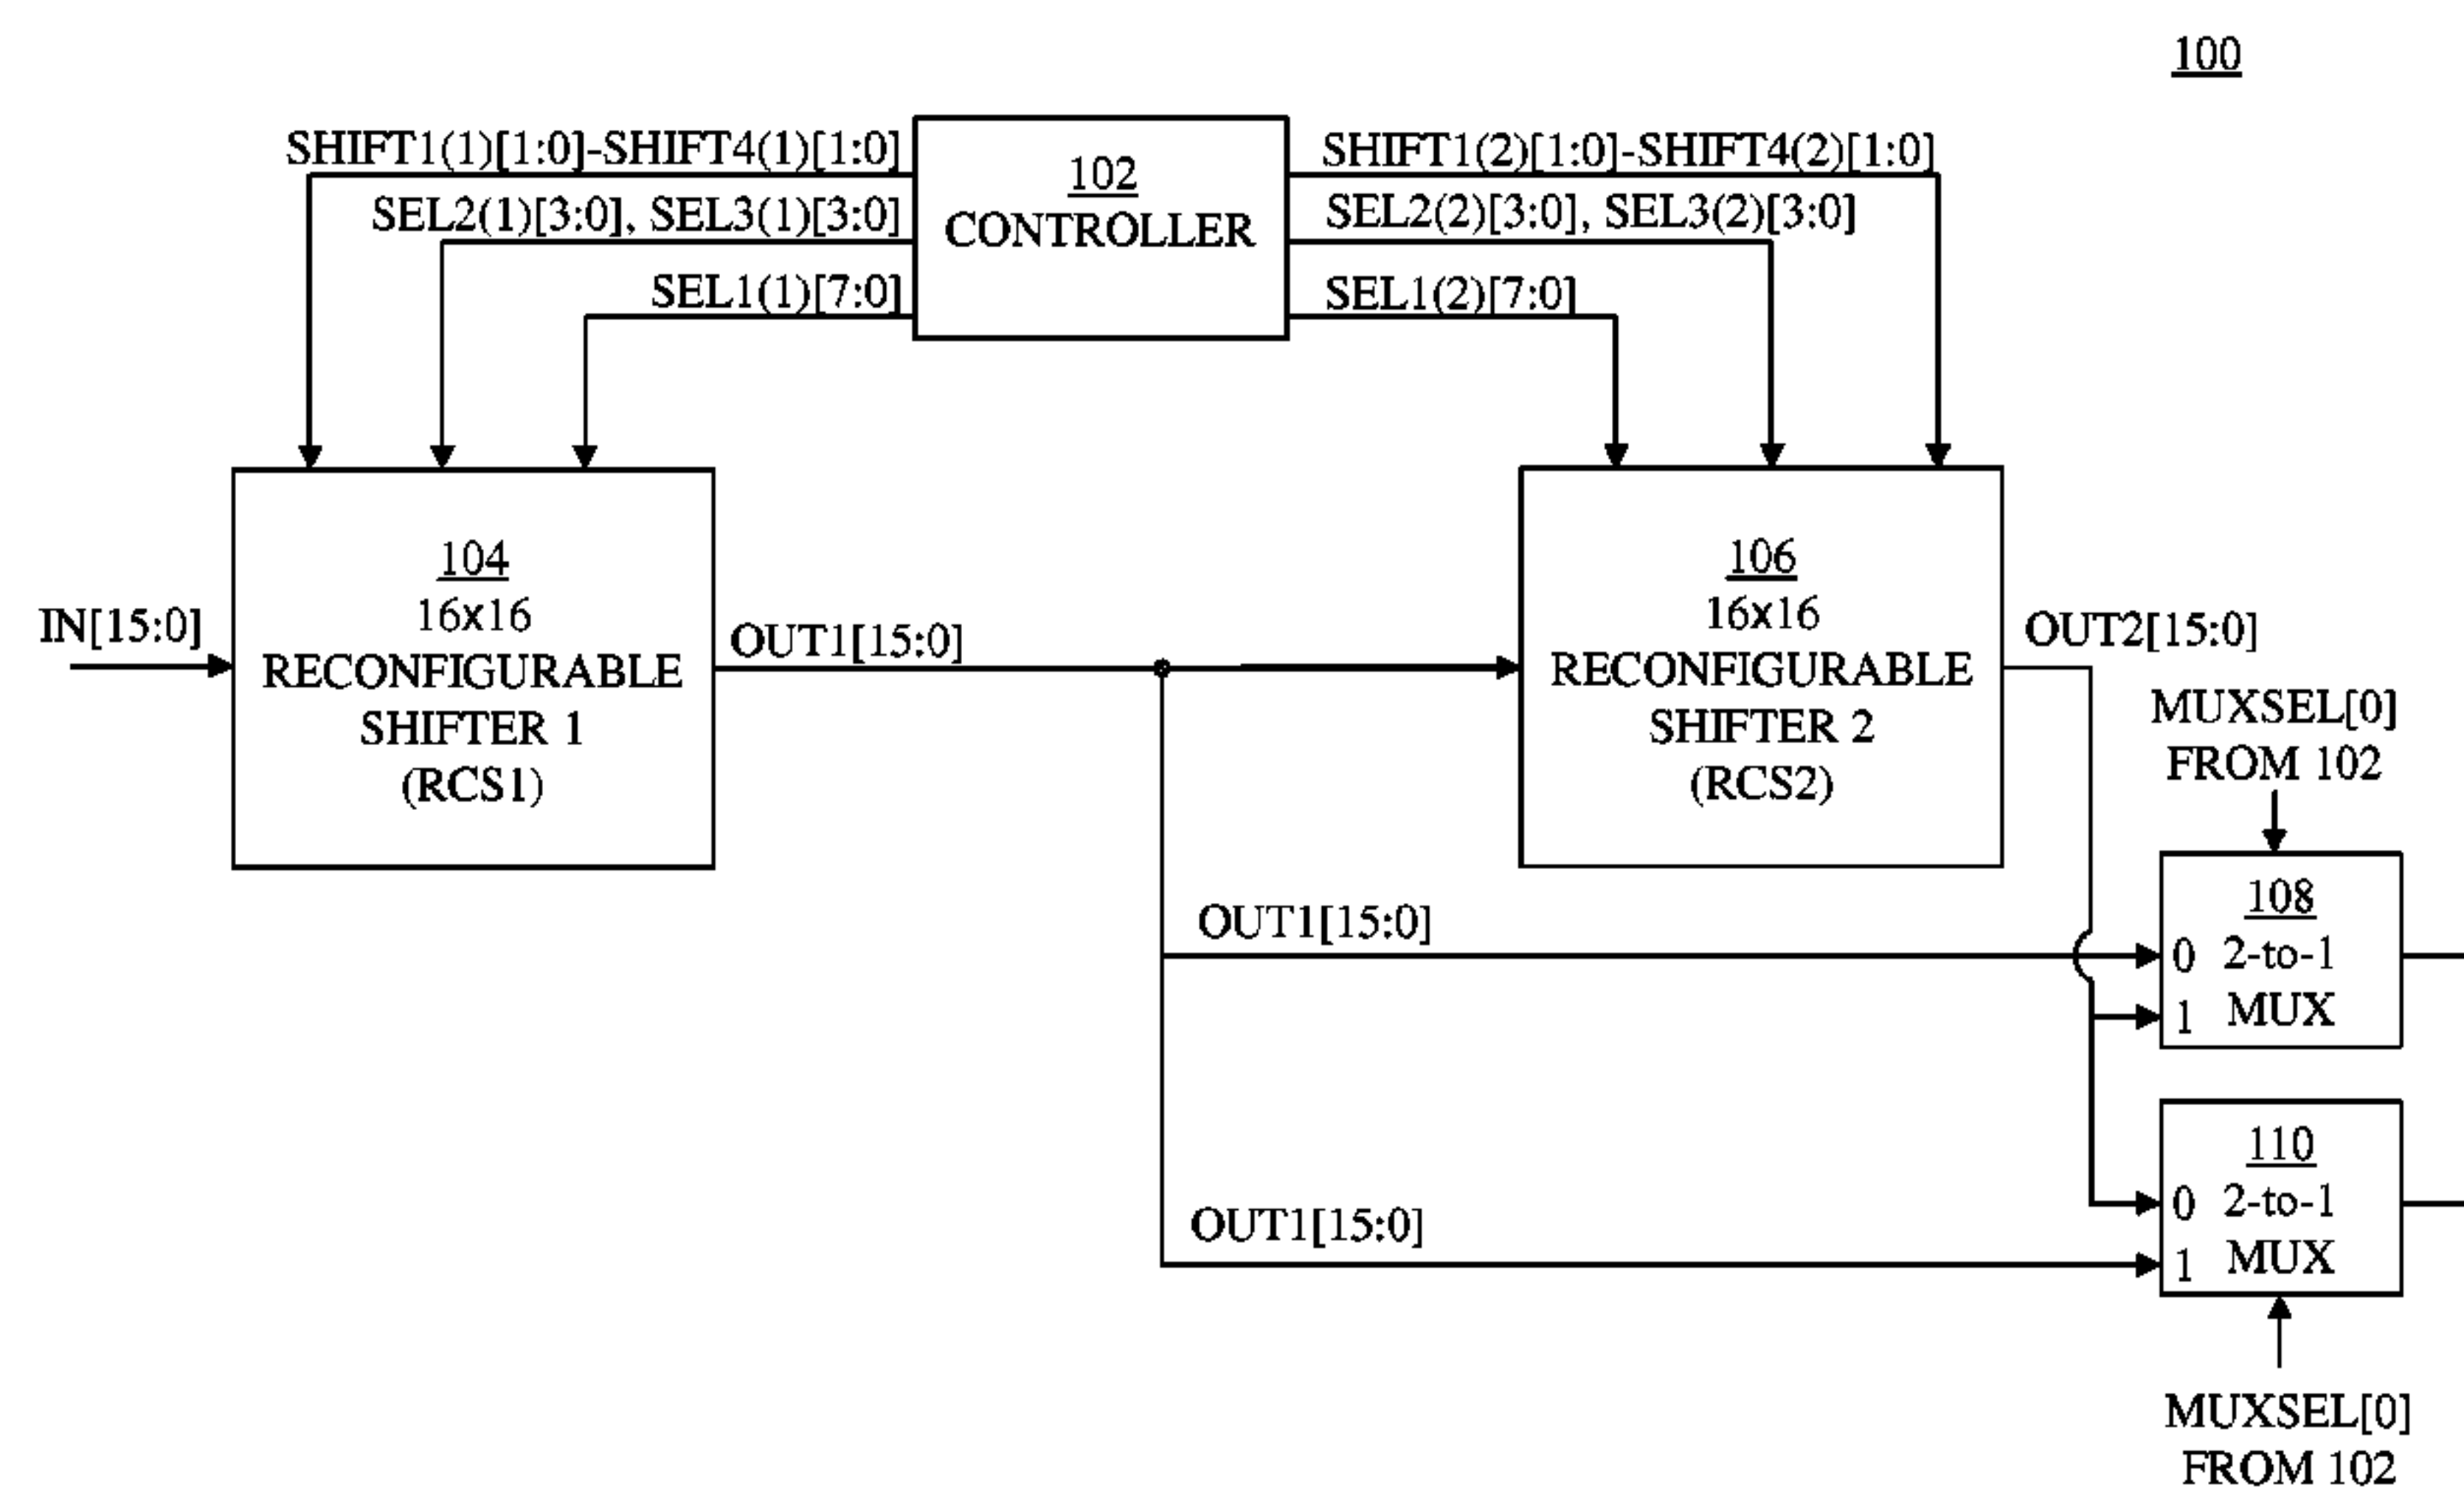 100
SHIFT1(1)[1:0]-SHIFT4(1)[1:0]
SEL2(1)[3:0], SEL3(1)[3:0]
SEL1(1)[7:0]
102
CONTROLLER
SHIFT1(2)[1:0]-SHIFT4(2)[1:0]
SEL2(2)[3:0], SEL3(2)[3:0]
SEL1(2)[7:0]
IN[15:0]
104
16x16
RECONFIGURABLE
SHIFTER 1
(RCS1)
OUT1[15:0]
106
16x16
RECONFIGURABLE
SHIFTER 2
(RCS2)
OUT2[15:0]
MUXSEL[0]
FROM 102
OUT1[15:0]
108
0 2-to-1
1 MUX
OUT1[15:0]
110
0 2-to-1
1 MUX
MUXSEL[0]
FROM 102